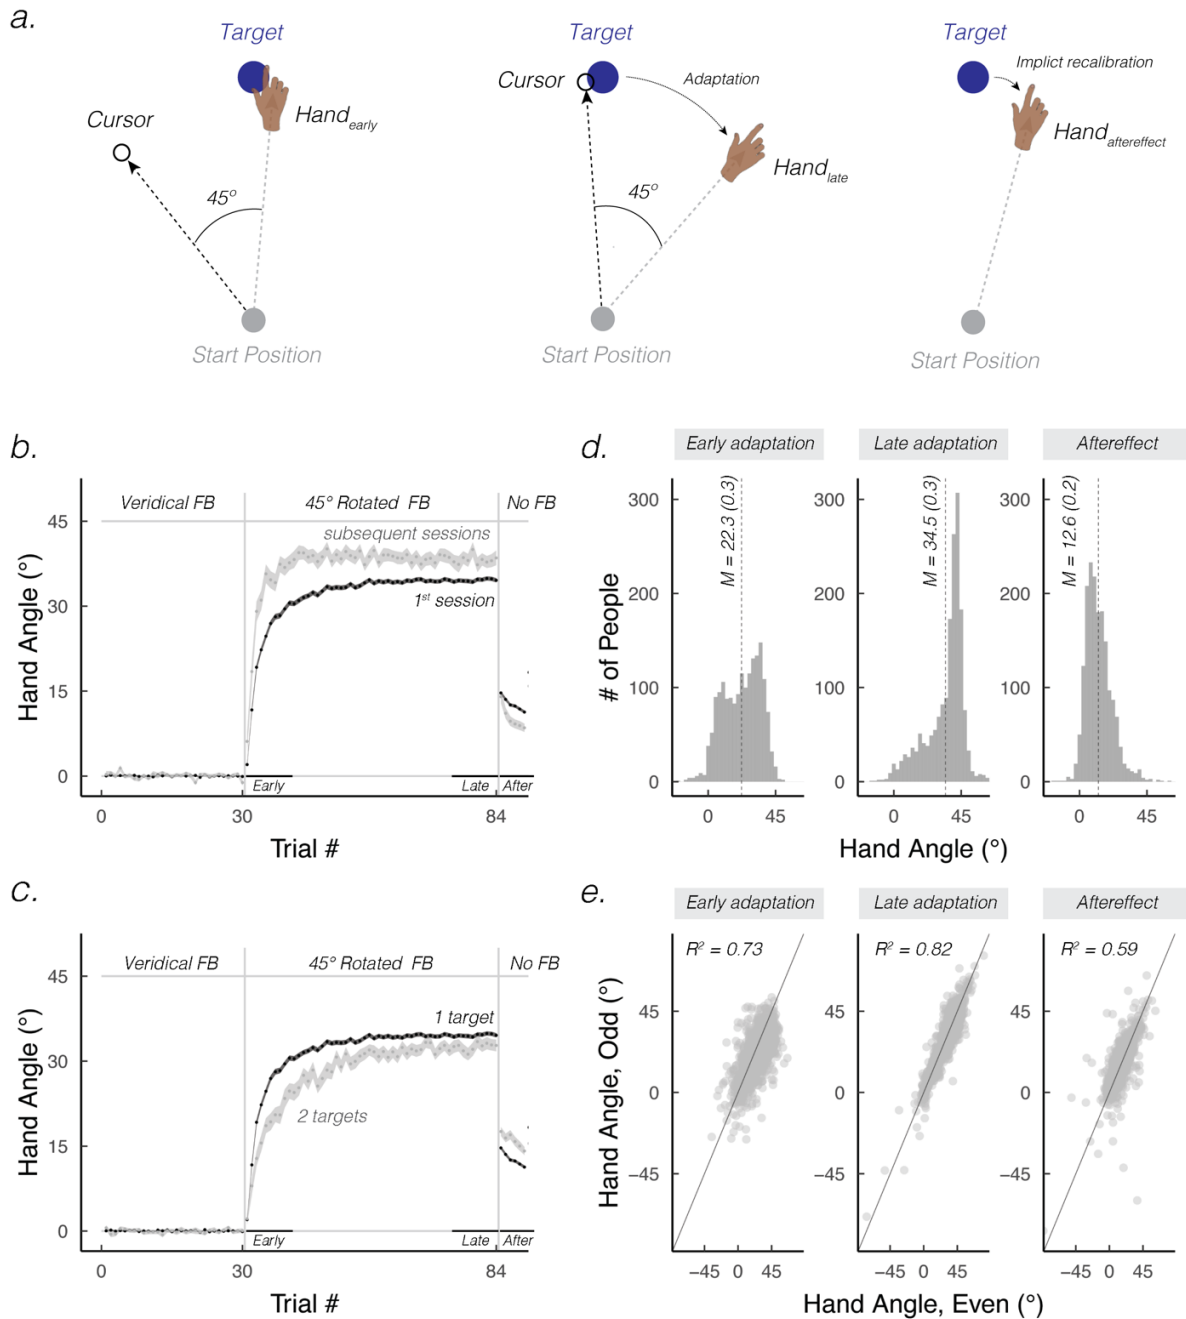 a.
Target
Cursor
Hand early
45°
Start Position
Target
Cursor
Adaptation
Hand late
45°
Start Position
Target
Implict recalibration
Hand aftereffect
Start Position
b.
Veridical FB
45° Rotated FB
No FB
subsequent sessions
1st session
Hand Angle (°)
45
30
15
0
Early
Late
After
0
30
84
Trial #
c.
Veridical FB
45° Rotated FB
No FB
1 target
2 targets
Hand Angle (°)
45
30
15
0
Early
Late
After
0
30
84
Trial #
d.
Early adaptation
Late adaptation
Aftereffect
# of People
300
200
100
0
M = 22.3 (0.3)
0
45
300
200
100
0
M = 34.5 (0.3)
0
45
300
200
100
0
M = 12.6 (0.2)
0
45
Hand Angle (°)
e.
Early adaptation
Late adaptation
Aftereffect
Hand Angle, Odd (°)
R² = 0.73
45
0
−45
−45 0 45
R² = 0.82
45
0
−45
−45 0 45
R² = 0.59
45
0
−45
−45 0 45
Hand Angle, Even (°)